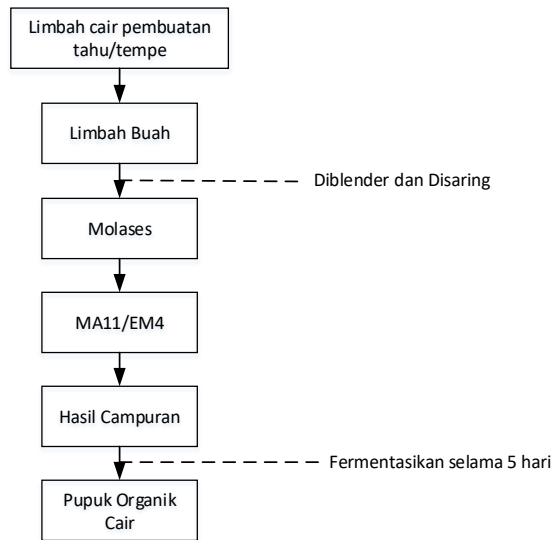 Limbah cair pembuatan
tahu/tempe
Limbah Buah
Diblender dan Disaring
Molases
MA11/EM4
Hasil Campuran
Fermentasikan selama 5 hari
Pupuk Organik
Cair